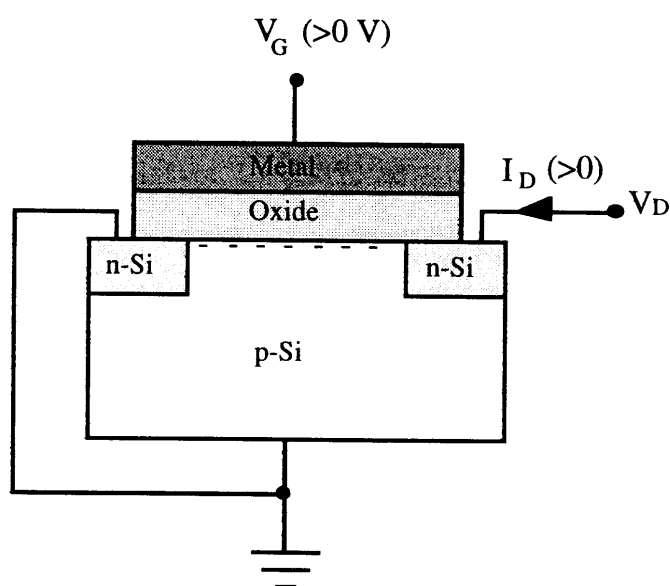 V_G (>0 V)
Metal
I_D (>0)
V_D
Oxide
n-Si
n-Si
p-Si